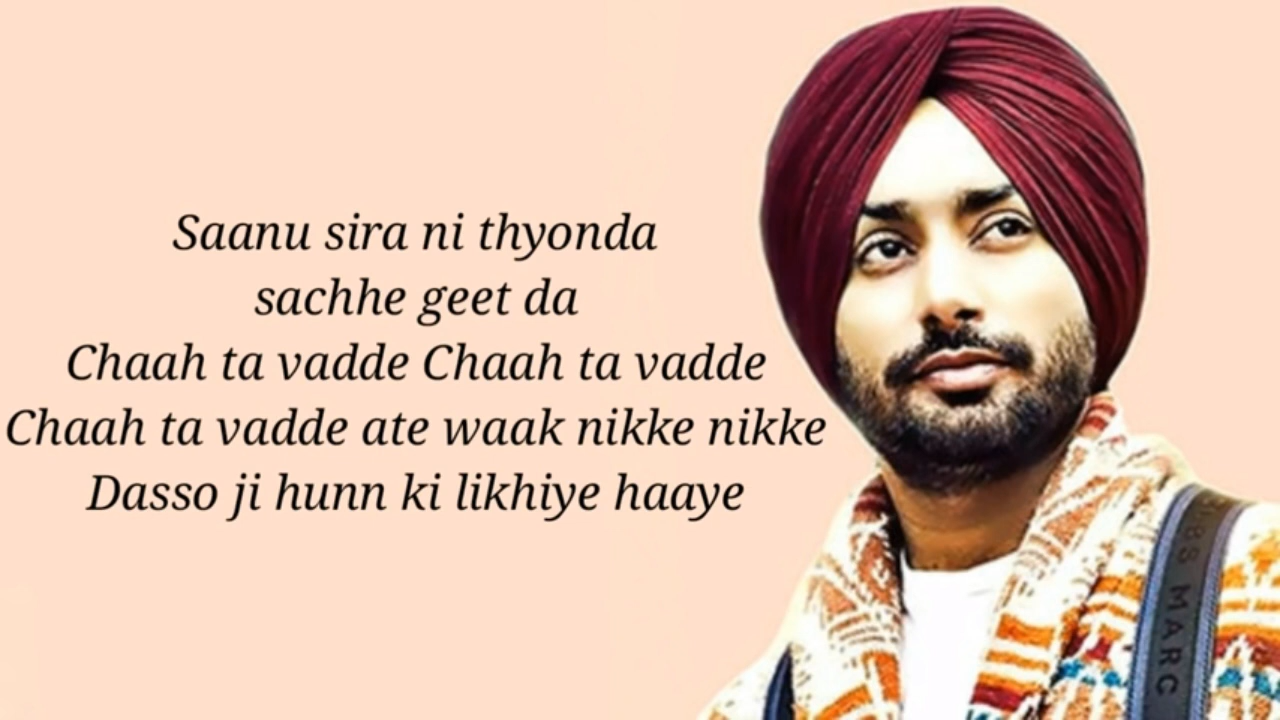 Saanu sira ni thyonda
sachhe geet da
Chaah ta vadde Chaah ta vadde
Chaah ta vadde ate waak nikke nikke
Dasso ji hunn ki likhiye haaye
MARC